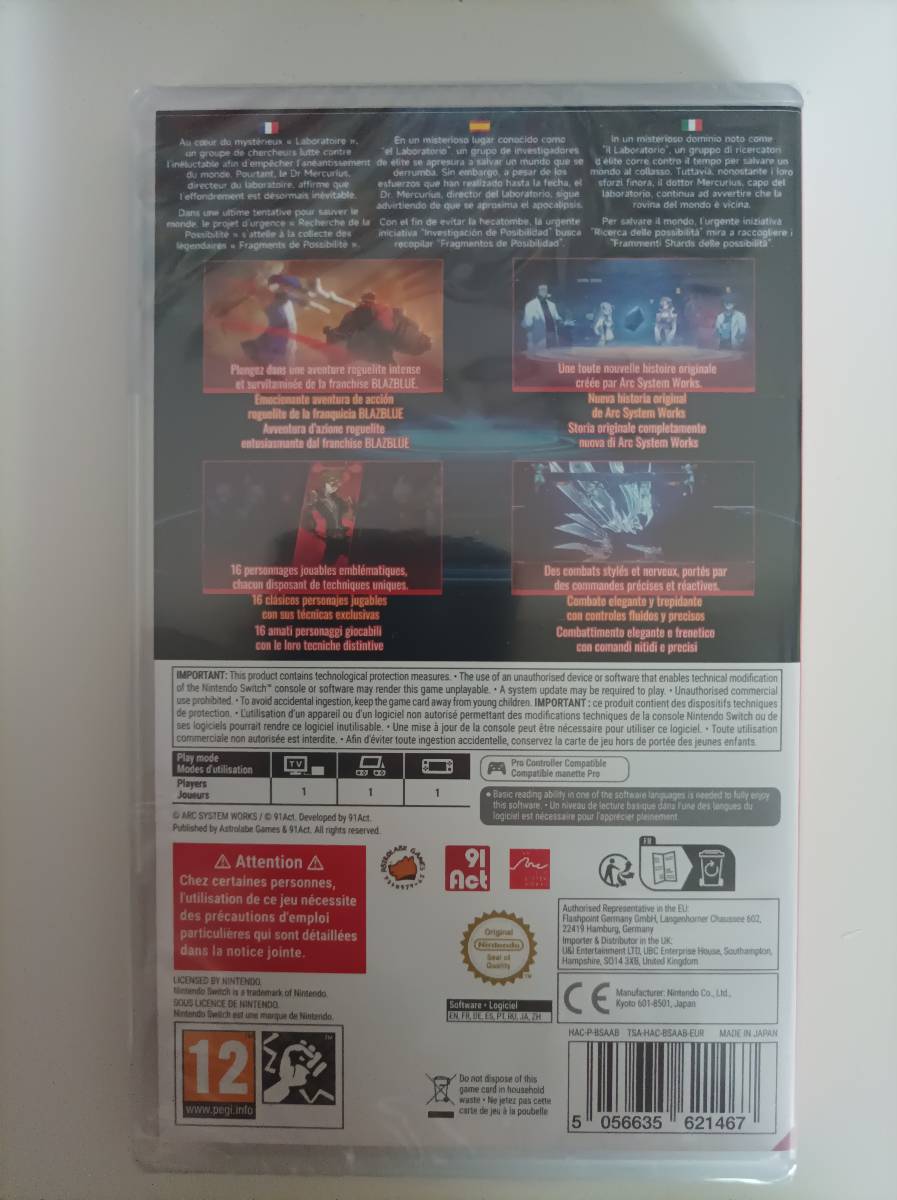 Au cœur du mystérieux « Laboratoire »,
un groupe de chercheurs lutte contre
l'inéluctable afin d'empêcher l'anéantissement
du monde. Pourtant, le Dr Mercurius,
directeur du laboratoire, affirme que
l'effondrement est désormais inévitable.
Dans une ultime tentative pour sauver le
monde, le projet d'urgence « Recherche de la
Possibilité » s'attelle à la collecte des
légendaires « Fragments de Possibilité ».
En un misterioso lugar conocido como
"el Laboratorio", un grupo de investigadores
de élite se apresura a salvar un mundo que se
derrumba. Sin embargo, a pesar de los
esfuerzos que han realizado hasta la fecha, el
Dr. Mercurius, director del laboratorio, sigue
advirtiendo de que se aproxima el apocalipsis.
Con el fin de evitar la hecatombe, la urgente
iniciativa "Investigación de Posibilidad" busca
recopilar "Fragmentos de Posibilidad".
In un misterioso dominio noto come
"il Laboratorio", un gruppo di ricercatori
d'élite corre contro il tempo per salvare un
mondo al collasso. Tuttavia, nonostante i loro
sforzi finora, il dottor Mercurius, capo del
laboratorio, continua ad avvertire che la
rovina del mondo è vicina.
Per salvare il mondo, l'urgente iniziativa
"Ricerca delle possibilità" mira a raccogliere i
"Frammenti Shards delle possibilità".
Plongez dans une aventure roguelite intense
et survitaminée de la franchise BLAZBLUE.
Emocionante aventura de acción
roguelite de la franquicia BLAZBLUE
Avventura d'azione roguelite
entusiasmante dal franchise BLAZBLUE
Une toute nouvelle histoire originale
créée par Arc System Works.
Nueva historia original
de Arc System Works
Storia originale completamente
nuova di Arc System Works
16 personnages jouables emblématiques,
chacun disposant de techniques uniques.
16 clásicos personajes jugables
con sus técnicas exclusivas
16 amati personaggi giocabili
con le loro tecniche distintive
Des combats stylés et nerveux, portés par
des commandes précises et réactives.
Combate elegante y trepidante
con controles fluidos y precisos
Combattimento elegante e frenetico
con comandi nitidi e precisi
IMPORTANT: This product contains technological protection measures. • The use of an unauthorised device or software that enables technical modification
of the Nintendo Switch™ console or software may render this game unplayable. • A system update may be required to play. • Unauthorised commercial
use prohibited. • To avoid accidental ingestion, keep the game card away from young children. IMPORTANT : ce produit contient des dispositifs techniques
de protection. • L'utilisation d'un appareil ou d'un logiciel non autorisé permettant des modifications techniques de la console Nintendo Switch ou de
ses logiciels pourrait rendre ce logiciel inutilisable. • Une mise à jour de la console peut être nécessaire pour utiliser ce logiciel. • Toute utilisation
commerciale non autorisée est interdite. • Afin d'éviter toute ingestion accidentelle, conservez la carte de jeu hors de portée des jeunes enfants.
Play mode
Modes d'utilisation
TV
Players
Joueurs
1 1 1
Pro Controller Compatible
Compatible manette Pro
• Basic reading ability in one of the software languages is needed to fully enjoy
this software. • Un niveau de lecture basique dans l'une des langues du
logiciel est nécessaire pour l'apprécier pleinement.
© ARC SYSTEM WORKS / © 91Act. Developed by 91Act.
Published by Astrolabe Games & 91Act. All rights reserved.
⚠ Attention ⚠
Chez certaines personnes,
l'utilisation de ce jeu nécessite
des précautions d'emploi
particulières qui sont détaillées
dans la notice jointe.
ASTROLABE GAMES
91
Act
FR
Original
Nintendo
Seal of
Quality
TM
Authorised Representative in the EU:
Flashpoint Germany GmbH, Langenhorner Chaussee 602,
22419 Hamburg, Germany
Importer & Distributor in the UK:
U&I Entertainment LTD, UBC Enterprise House, Southampton,
Hampshire, SO14 3XB, United Kingdom
LICENSED BY NINTENDO.
Nintendo Switch is a trademark of Nintendo.
SOUS LICENCE DE NINTENDO.
Nintendo Switch est une marque de Nintendo.
Software • Logiciel
EN, FR, DE, ES, PT, RU, JA, ZH
CE
Manufacturer: Nintendo Co., Ltd.,
Kyoto 601-8501, Japan
HAC-P-BSAAB TSA-HAC-BSAAB-EUR MADE IN JAPAN
12
www.pegi.info
Do not dispose of this
game card in household
waste • Ne jetez pas cette
carte de jeu à la poubelle
5 056635 621467